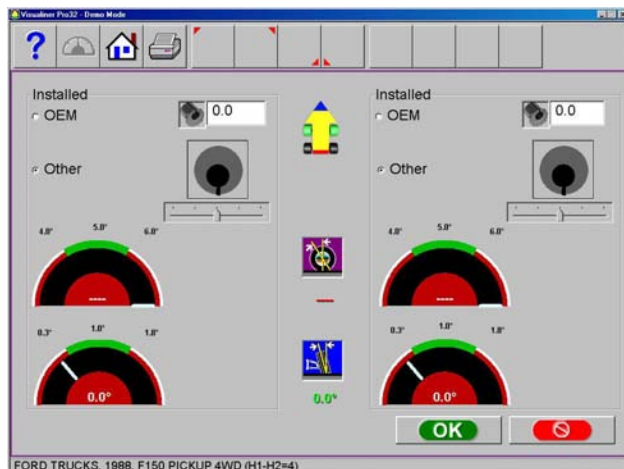 Visualiner Pro32 - Demo Mode
Installed
OEM
0.0
Other
4.0°
5.0°
6.0°
----
0.3°
1.0°
1.8°
0.0°
----
0.0°
Installed
OEM
0.0
Other
4.0°
5.0°
6.0°
----
0.3°
1.0°
1.8°
0.0°
OK
FORD TRUCKS, 1988, F150 PICKUP 4WD (H1-H2=4)